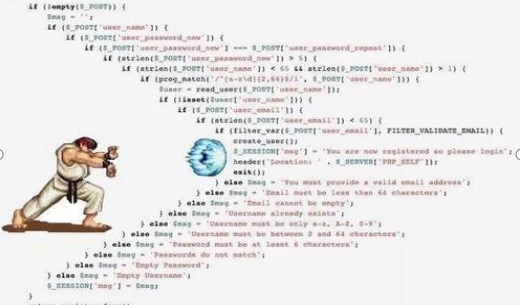 if (!empty($_POST)) {
$msg = '';
if ($_POST['user_name']) {
if ($_POST['user_password_new']) {
if ($_POST['user_password_new'] === $_POST['user_password_repeat']) {
if (strlen($_POST['user_password_new']) > 5) {
if (strlen($_POST['user_name']) < 65 && strlen($_POST['user_name']) > 1) {
if (preg_match('/^[a-z\d]{2,64}$/i', $_POST['user_name'])) {
$user = read_user($_POST['user_name']);
if (!isset($user['user_name'])) {
if ($_POST['user_email']) {
if (strlen($_POST['user_email']) < 65) {
if (filter_var($_POST['user_email'], FILTER_VALIDATE_EMAIL)) {
create_user();
$_SESSION['msg'] = 'You are now registered so please login';
header('Location: ' . $_SERVER['PHP_SELF']);
exit();
} else $msg = 'You must provide a valid email address';
} else $msg = 'Email must be less than 64 characters';
} else $msg = 'Email cannot be empty';
} else $msg = 'Username already exists';
} else $msg = 'Username must be only a-z, A-Z, 0-9';
} else $msg = 'Username must be between 2 and 64 characters';
} else $msg = 'Password must be at least 6 characters';
} else $msg = 'Passwords do not match';
} else $msg = 'Empty Password';
} else $msg = 'Empty Username';
$_SESSION['msg'] = $msg;
}